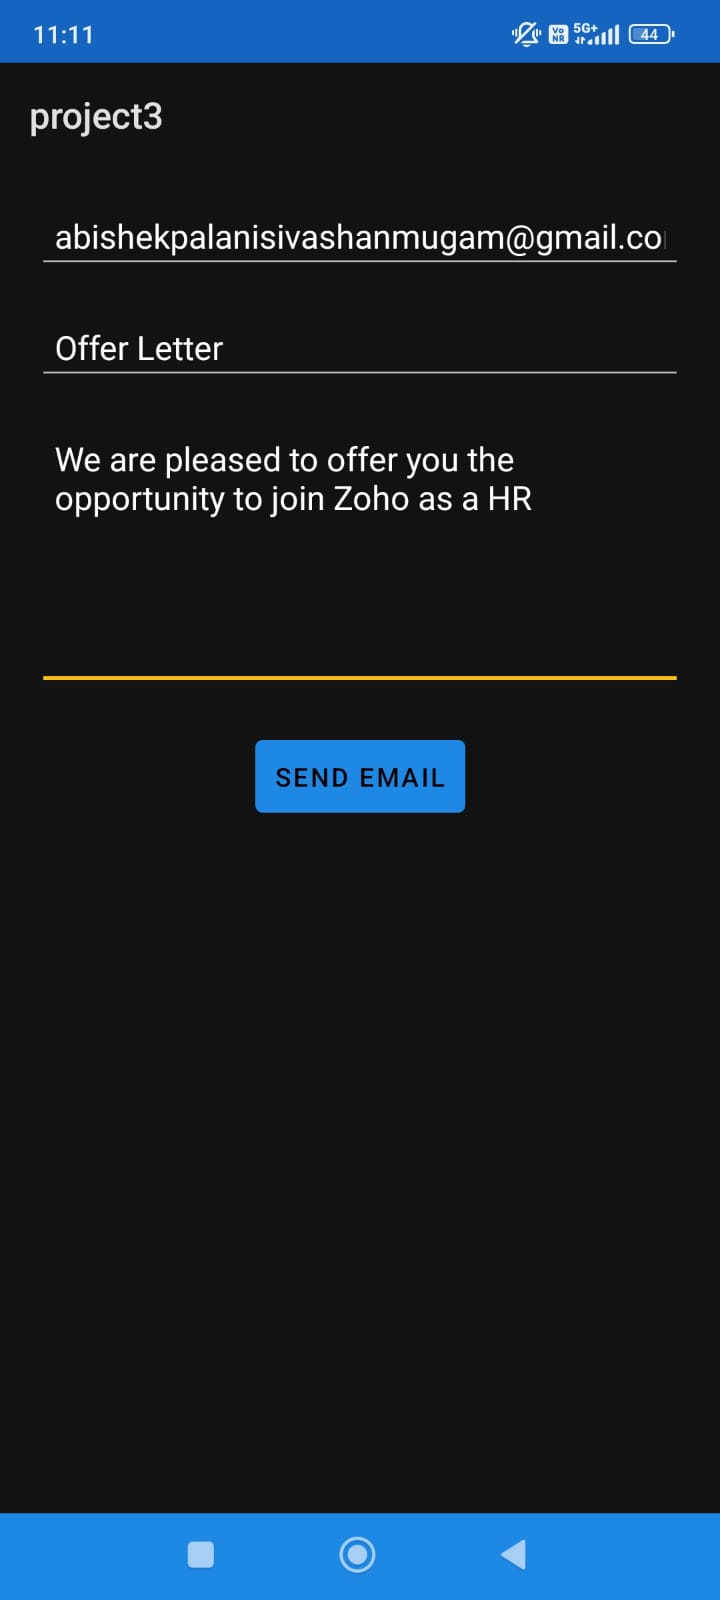 11:11
Vo
NR
5G+
44
project3
abishekpalanisivashanmugam@gmail.co
Offer Letter
We are pleased to offer you the
opportunity to join Zoho as a HR
SEND EMAIL